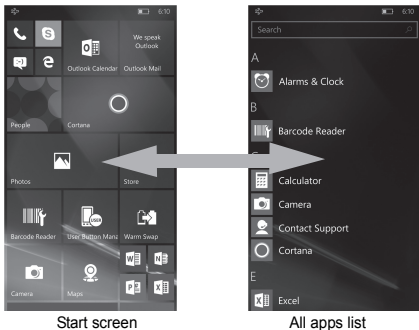 6:10
We speak
Outlook
Outlook Calendar
Outlook Mail
People
Cortana
Photos
Store
Barcode Reader
User Button Mana
Warm Swap
USER
Camera
Maps
Start screen
6:10
Search
A
Alarms & Clock
B
Barcode Reader
Calculator
Camera
Contact Support
Cortana
E
Excel
All apps list